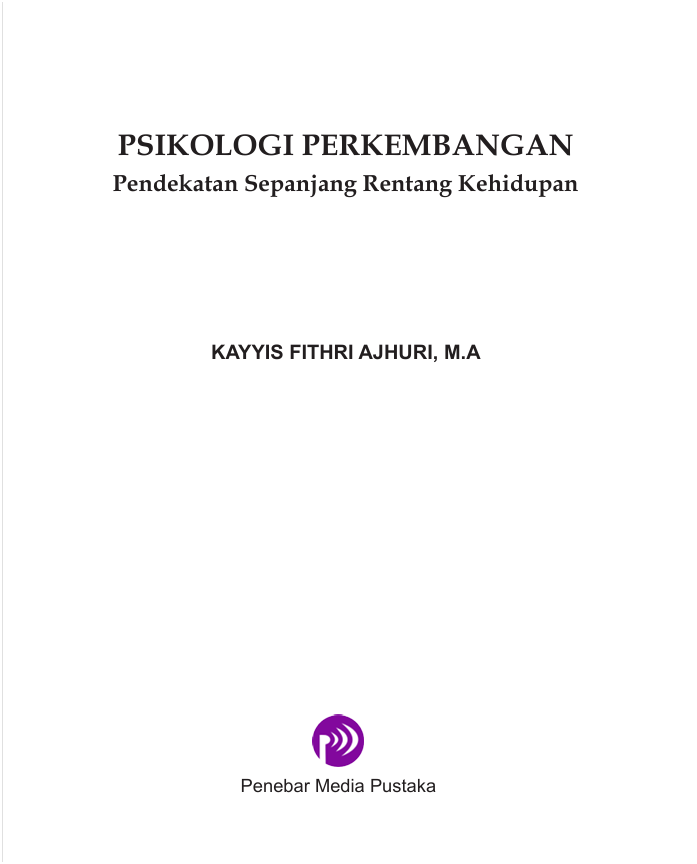 PSIKOLOGI PERKEMBANGAN
Pendekatan Sepanjang Rentang Kehidupan
KAYYIS FITHRI AJHURI, M.A
Penebar Media Pustaka